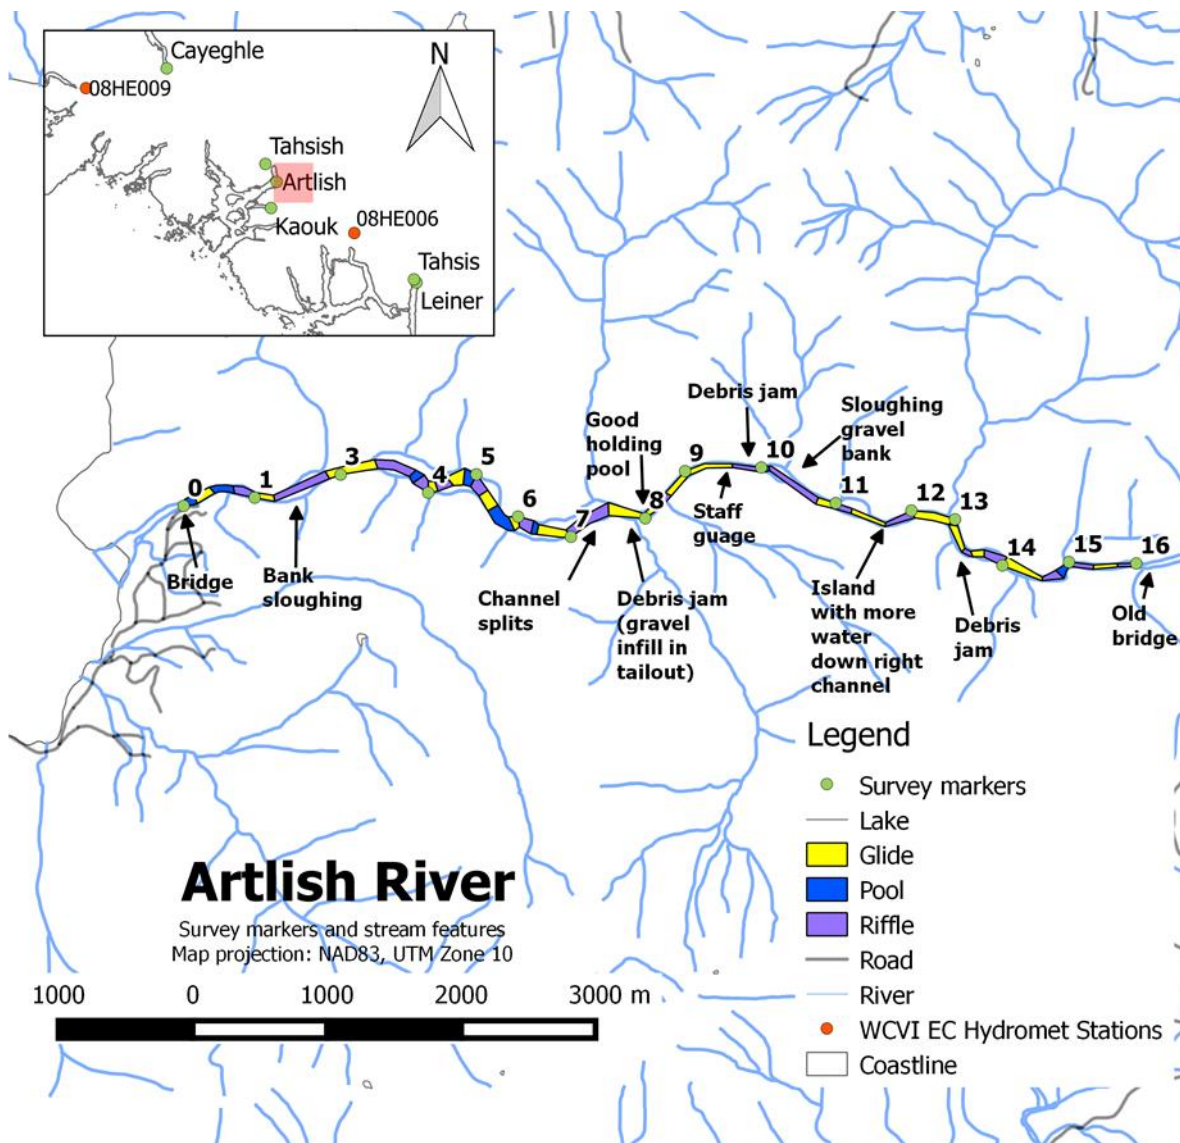 N
Cayeghle
08HE009
Tahsish
Artlish
Kaouk
08HE006
Tahsis
Leiner
0
1
3
4
5
6
7
8
9
10
11
12
13
14
15
16
Bridge
Bank
sloughing
Channel
splits
Good
holding
pool
Debris jam
(gravel
infill in
tailout)
Debris jam
Staff
guage
Sloughing
gravel
bank
Island
with more
water
down right
channel
Debris
jam
Old
bridge
Legend
Survey markers
Lake
Glide
Pool
Riffle
Road
River
WCVI EC Hydromet Stations
Coastline
Artlish River
Survey markers and stream features
Map projection: NAD83, UTM Zone 10
1000 0 1000 2000 3000 m